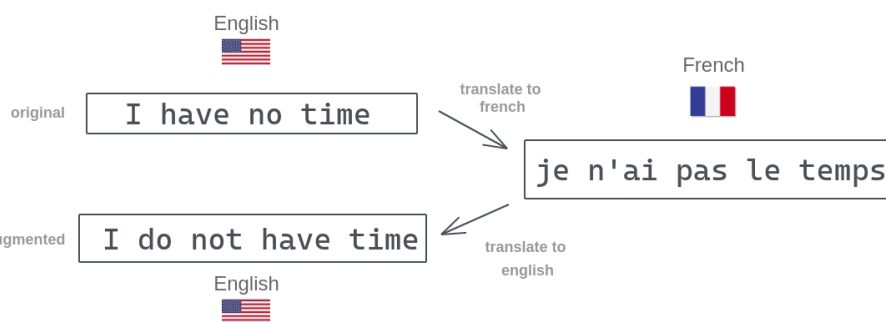 English
original
I have no time
translate to
french
French
je n'ai pas le temps
ugmented
I do not have time
translate to
english
English